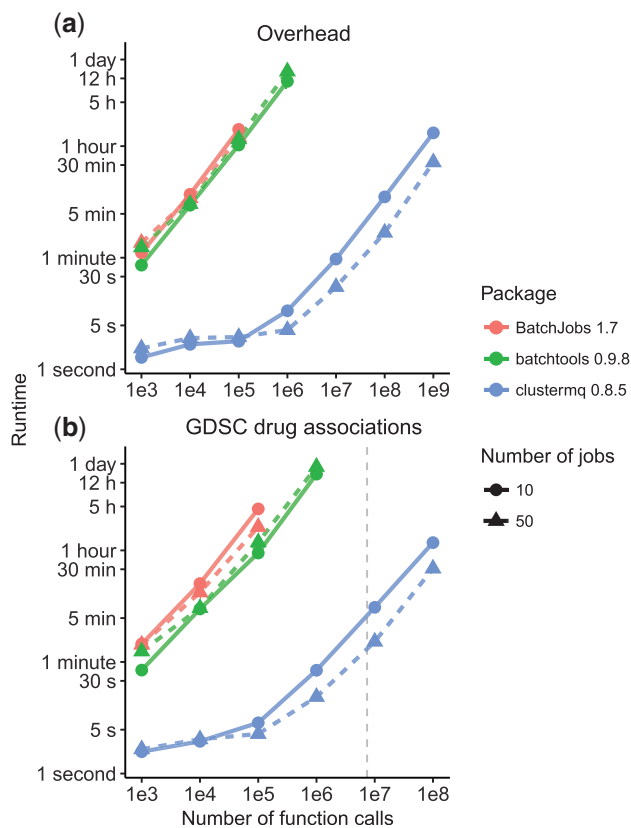 (a)
Overhead
1 day
12 h
5 h
1 hour
30 min
5 min
1 minute
30 s
5 s
1 second
1e3 1e4 1e5 1e6 1e7 1e8 1e9
Runtime
(b)
GDSC drug associations
1 day
12 h
5 h
1 hour
30 min
5 min
1 minute
30 s
5 s
1 second
1e3 1e4 1e5 1e6 1e7 1e8
Number of function calls
Package
BatchJobs 1.7
batchtools 0.9.8
clustermq 0.8.5
Number of jobs
10
50